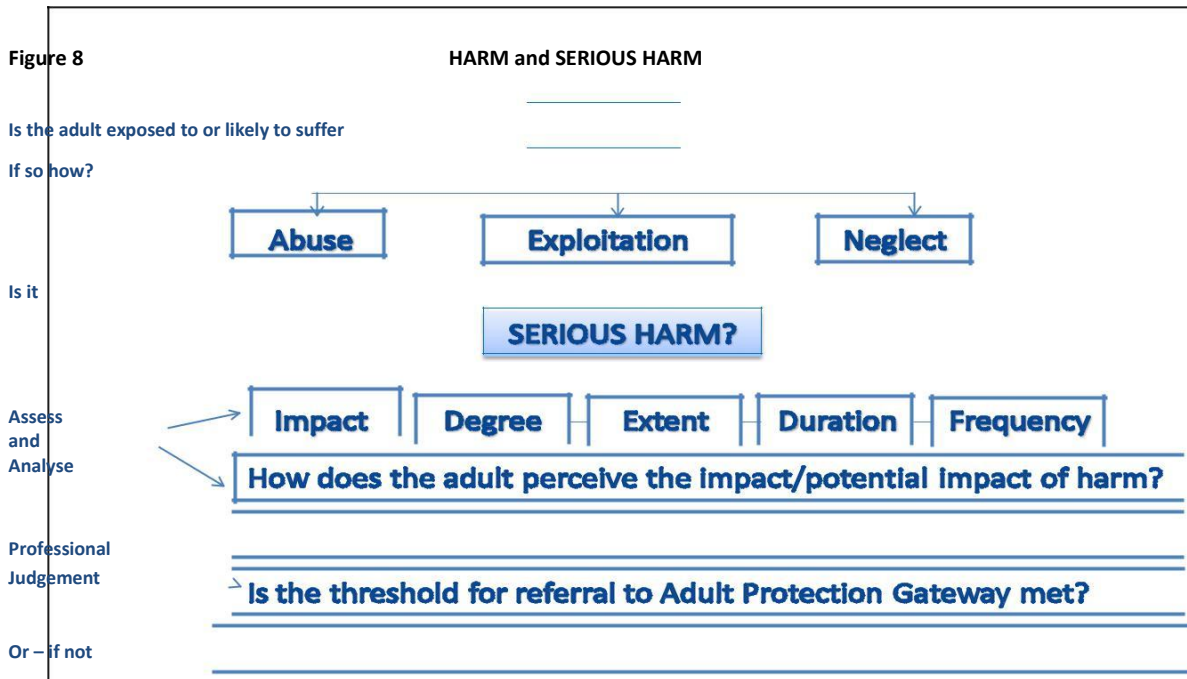 Figure 8 HARM and SERIOUS HARM
Is the adult exposed to or likely to suffer
If so how?
Abuse Exploitation Neglect
Is it
SERIOUS HARM?
Assess
and
Analyse
Impact Degree Extent Duration Frequency
How does the adult perceive the impact/potential impact of harm?
Professional
Judgement
Is the threshold for referral to Adult Protection Gateway met?
Or – if not